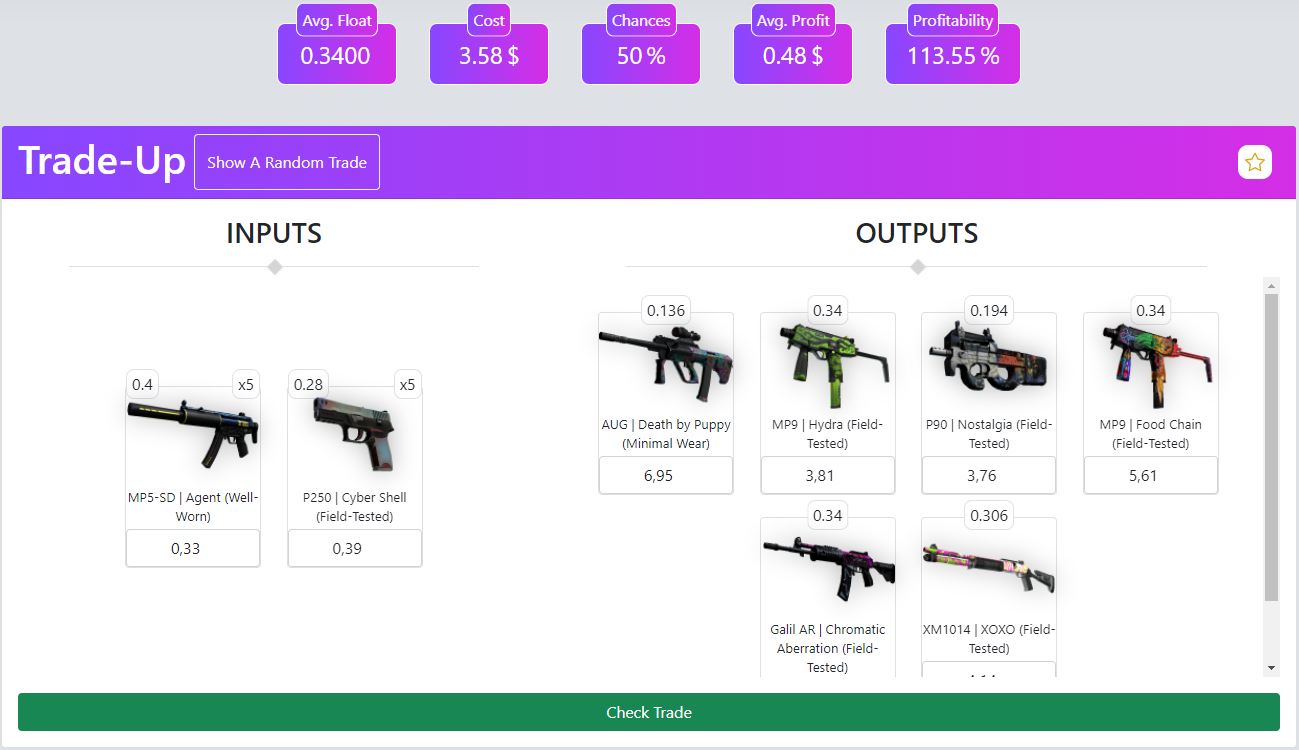 Avg. Float
0.3400
Cost
3.58 $
Chances
50 %
Avg. Profit
0.48 $
Profitability
113.55 %
Trade-Up
Show A Random Trade
INPUTS
0.4
x5
MP5-SD | Agent (Well-
Worn)
0,33
0.28
x5
P250 | Cyber Shell
(Field-Tested)
0,39
OUTPUTS
0.136
AUG | Death by Puppy
(Minimal Wear)
6,95
0.34
MP9 | Hydra (Field-
Tested)
3,81
0.194
P90 | Nostalgia (Field-
Tested)
3,76
0.34
MP9 | Food Chain
(Field-Tested)
5,61
0.34
Galil AR | Chromatic
Aberration (Field-
Tested)
0.306
XM1014 | XOXO (Field-
Tested)
Check Trade